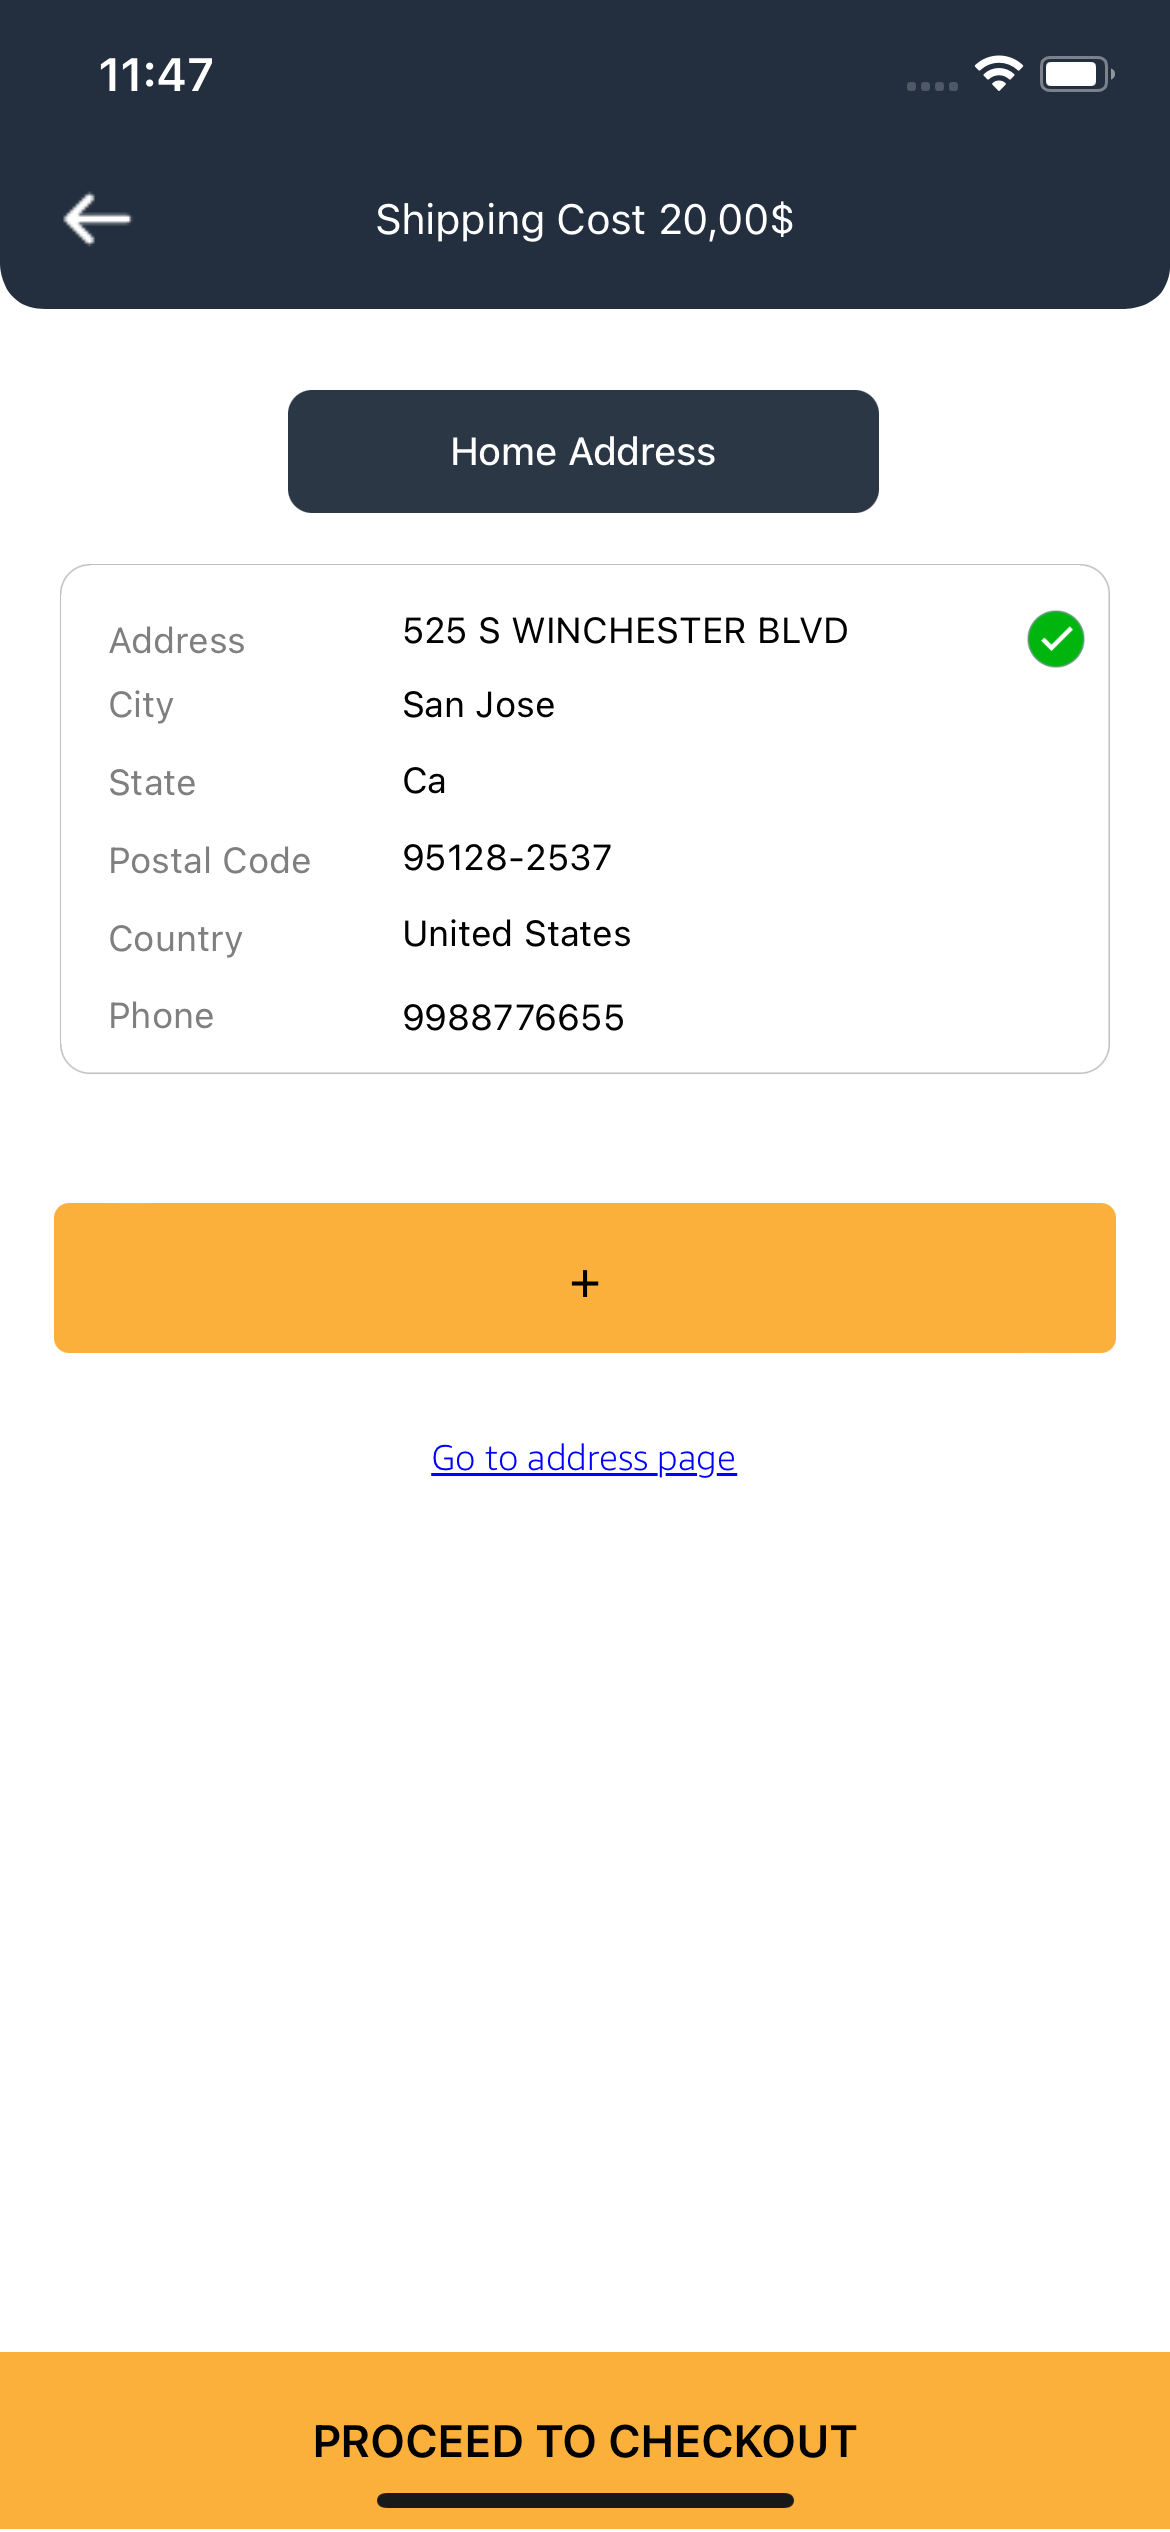 11:47
Shipping Cost 20,00$
Home Address
Address 525 S WINCHESTER BLVD
City San Jose
State Ca
Postal Code 95128-2537
Country United States
Phone 9988776655
+
Go to address page
PROCEED TO CHECKOUT